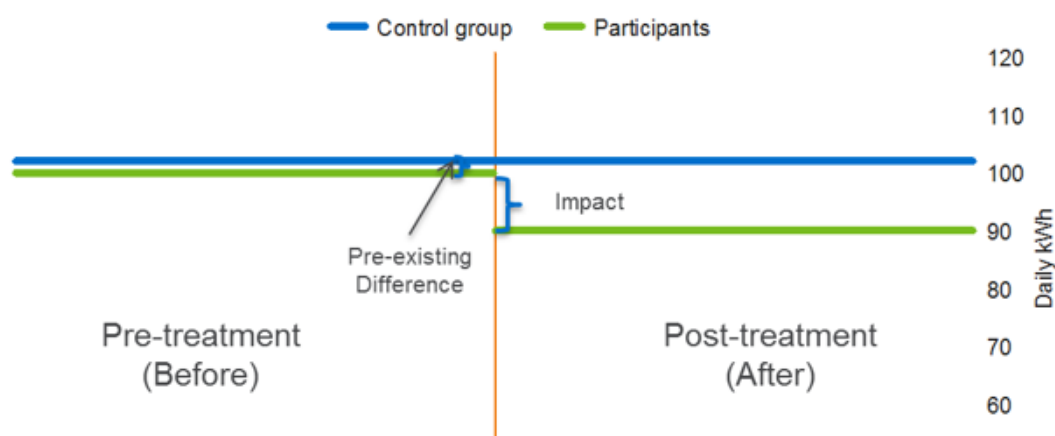 Control group Participants
120
110
100
Impact
90
Pre-existing
Difference
Daily kWh
80
Pre-treatment
(Before)
Post-treatment
(After)
70
60